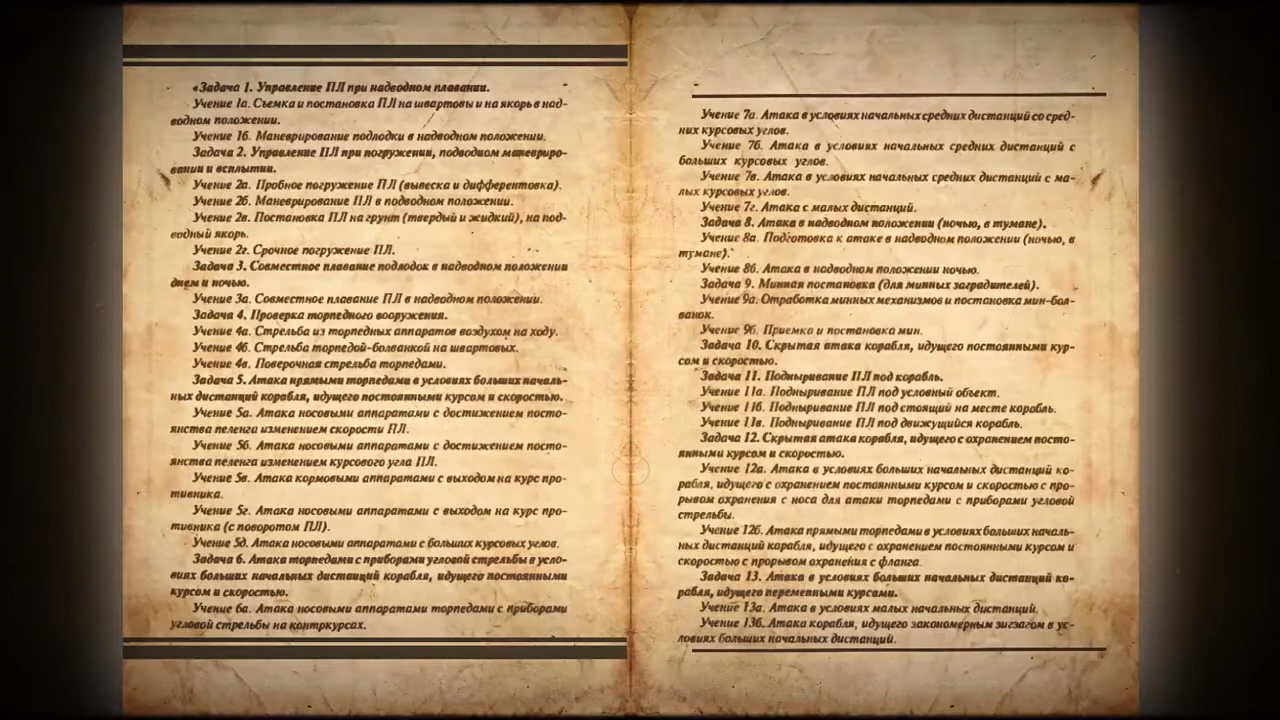 «Задача 1. Управление ПЛ при надводном плавании.
Учение 1а. Съемка и постановка ПЛ на швартовы и на якорь в над-
водном положении.
Учение 1б. Маневрирование подлодки в надводном положении.
Задача 2. Управление ПЛ при погружении, подводном маневриро-
вании и всплытии.
Учение 2а. Пробное погружение ПЛ (вывеска и дифферентовка).
Учение 2б. Маневрирование ПЛ в подводном положении.
Учение 2в. Постановка ПЛ на грунт (твердый и жидкий), на под-
водный якорь.
Учение 2г. Срочное погружение ПЛ.
Задача 3. Совместное плавание подлодок в надводном положении
днем и ночью.
Учение 3а. Совместное плавание ПЛ в надводном положении.
Задача 4. Проверка торпедного вооружения.
Учение 4а. Стрельба из торпедных аппаратов воздухом на ходу.
Учение 4б. Стрельба торпедой-болванкой на швартовых.
Учение 4в. Поверочная стрельба торпедами.
Задача 5. Атака прямыми торпедами в условиях больших началь-
ных дистанций корабля, идущего постоянными курсом и скоростью.
Учение 5а. Атака носовыми аппаратами с достижением посто-
янства пеленга изменением скорости ПЛ.
Учение 5б. Атака носовыми аппаратами с достижением посто-
янства пеленга изменением курсового угла ПЛ.
Учение 5в. Атака кормовыми аппаратами с выходом на курс про-
тивника.
Учение 5г. Атака носовыми аппаратами с выходом на курс про-
тивника (с поворотом ПЛ).
Учение 5д. Атака носовыми аппаратами с больших курсовых углов.
Задача 6. Атака торпедами с приборами угловой стрельбы в усло-
виях больших начальных дистанций корабля, идущего постоянными
курсом и скоростью.
Учение 6а. Атака носовыми аппаратами торпедами с приборами
угловой стрельбы на контркурсах.
Учение 7а. Атака в условиях начальных средних дистанций со сред-
них курсовых углов.
Учение 7б. Атака в условиях начальных средних дистанций с
больших курсовых углов.
Учение 7в. Атака в условиях начальных средних дистанций с ма-
лых курсовых углов.
Учение 7г. Атака с малых дистанций.
Задача 8. Атака в надводном положении (ночью, в тумане).
Учение 8а. Подготовка к атаке в надводном положении (ночью, в
тумане).
Учение 8б. Атака в надводном положении ночью.
Задача 9. Минная постановка (для минных заградителей).
Учение 9а. Отработка минных механизмов и постановка мин-бол-
ванок.
Учение 9б. Приемка и постановка мин.
Задача 10. Скрытая атака корабля, идущего постоянными кур-
сом и скоростью.
Задача 11. Подныривание ПЛ под корабль.
Учение 11а. Подныривание ПЛ под условный объект.
Учение 11б. Подныривание ПЛ под стоящий на месте корабль.
Учение 11в. Подныривание ПЛ под движущийся корабль.
Задача 12. Скрытая атака корабля, идущего с охранением посто-
янными курсом и скоростью.
Учение 12а. Атака в условиях больших начальных дистанций ко-
рабля, идущего с охранением постоянными курсом и скоростью с про-
рывом охранения с носа для атаки торпедами с приборами угловой
стрельбы.
Учение 12б. Атака прямыми торпедами в условиях больших началь-
ных дистанций корабля, идущего с охранением постоянными курсом и
скоростью с прорывом охранения с фланга.
Задача 13. Атака в условиях больших начальных дистанций ко-
рабля, идущего переменными курсами.
Учение 13а. Атака в условиях малых начальных дистанций.
Учение 13б. Атака корабля, идущего закономерным зигзагом в ус-
ловиях больших начальных дистанций.